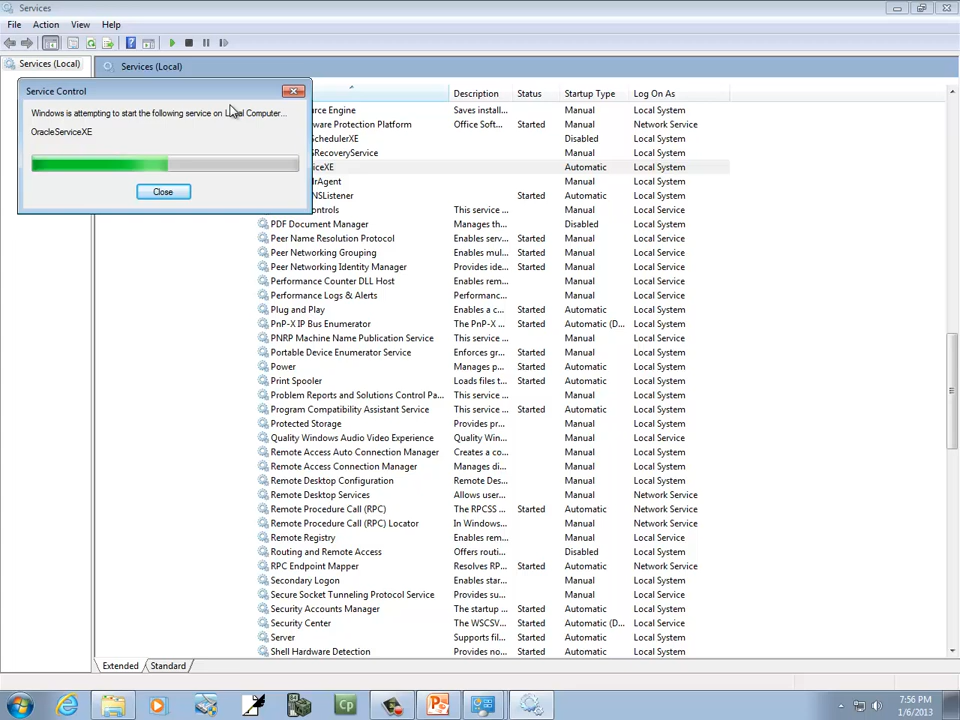 Services
File Action View Help
Services (Local)
Services (Local)
Service Control
Windows is attempting to start the following service on Local Computer...
OracleServiceXE
Close
Description Status Startup Type Log On As
urce Engine Saves install... Manual Local System
ware Protection Platform Office Soft... Started Manual Network Service
SchedulerXE Disabled Local System
SRecoveryService Manual Local System
iceXE Automatic Local System
lrAgent Manual Local System
NSListener Started Automatic Local System
ontrols This service ... Manual Local System
PDF Document Manager Manages th... Disabled Local System
Peer Name Resolution Protocol Enables serv... Started Manual Local Service
Peer Networking Grouping Enables mul... Started Manual Local Service
Peer Networking Identity Manager Provides ide... Started Manual Local Service
Performance Counter DLL Host Enables rem... Manual Local Service
Performance Logs & Alerts Performanc... Manual Local Service
Plug and Play Enables a c... Started Automatic Local System
PnP-X IP Bus Enumerator The PnP-X ... Started Automatic (D... Local System
PNRP Machine Name Publication Service This service ... Manual Local Service
Portable Device Enumerator Service Enforces gr... Started Manual Local System
Power Manages p... Started Automatic Local System
Print Spooler Loads files t... Started Automatic Local System
Problem Reports and Solutions Control Pa... This service ... Manual Local System
Program Compatibility Assistant Service This service ... Started Automatic Local System
Protected Storage Provides pr... Manual Local System
Quality Windows Audio Video Experience Quality Win... Manual Local Service
Remote Access Auto Connection Manager Creates a co... Manual Local System
Remote Access Connection Manager Manages di... Manual Local System
Remote Desktop Configuration Remote Des... Manual Local System
Remote Desktop Services Allows user... Manual Network Service
Remote Procedure Call (RPC) The RPCSS ... Started Automatic Network Service
Remote Procedure Call (RPC) Locator In Windows... Manual Network Service
Remote Registry Enables rem... Manual Local Service
Routing and Remote Access Offers routi... Disabled Local System
RPC Endpoint Mapper Resolves RP... Started Automatic Network Service
Secondary Logon Enables star... Manual Local System
Secure Socket Tunneling Protocol Service Provides su... Manual Local Service
Security Accounts Manager The startup ... Started Automatic Local System
Security Center The WSCSV... Started Automatic (D... Local Service
Server Supports fil... Started Automatic Local System
Shell Hardware Detection Provides no... Started Automatic Local System
Extended Standard
Cp
7:56 PM
1/6/2013